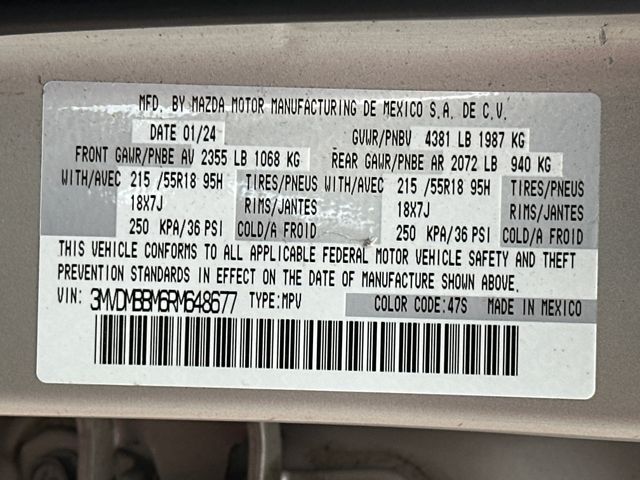 MFD. BY MAZDA MOTOR MANUFACTURING DE MEXICO S.A. DE C.V.
DATE 01/24 GVWR/PNBV 4381 LB 1987 KG
FRONT GAWR/PNBE AV 2355 LB 1068 KG REAR GAWR/PNBE AR 2072 LB 940 KG
WITH/AVEC 215 /55R18 95H TIRES/PNEUS WITH/AVEC 215 /55R18 95H TIRES/PNEUS
18X7J RIMS/JANTES 18X7J RIMS/JANTES
250 KPA/36 PSI COLD/A FROID 250 KPA/36 PSI COLD/A FROID
THIS VEHICLE CONFORMS TO ALL APPLICABLE FEDERAL MOTOR VEHICLE SAFETY AND THEFT
PREVENTION STANDARDS IN EFFECT ON THE DATE OF MANUFACTURE SHOWN ABOVE.
VIN: 3MVDMBBM6RM648677 TYPE:MPV COLOR CODE:47S MADE IN MEXICO